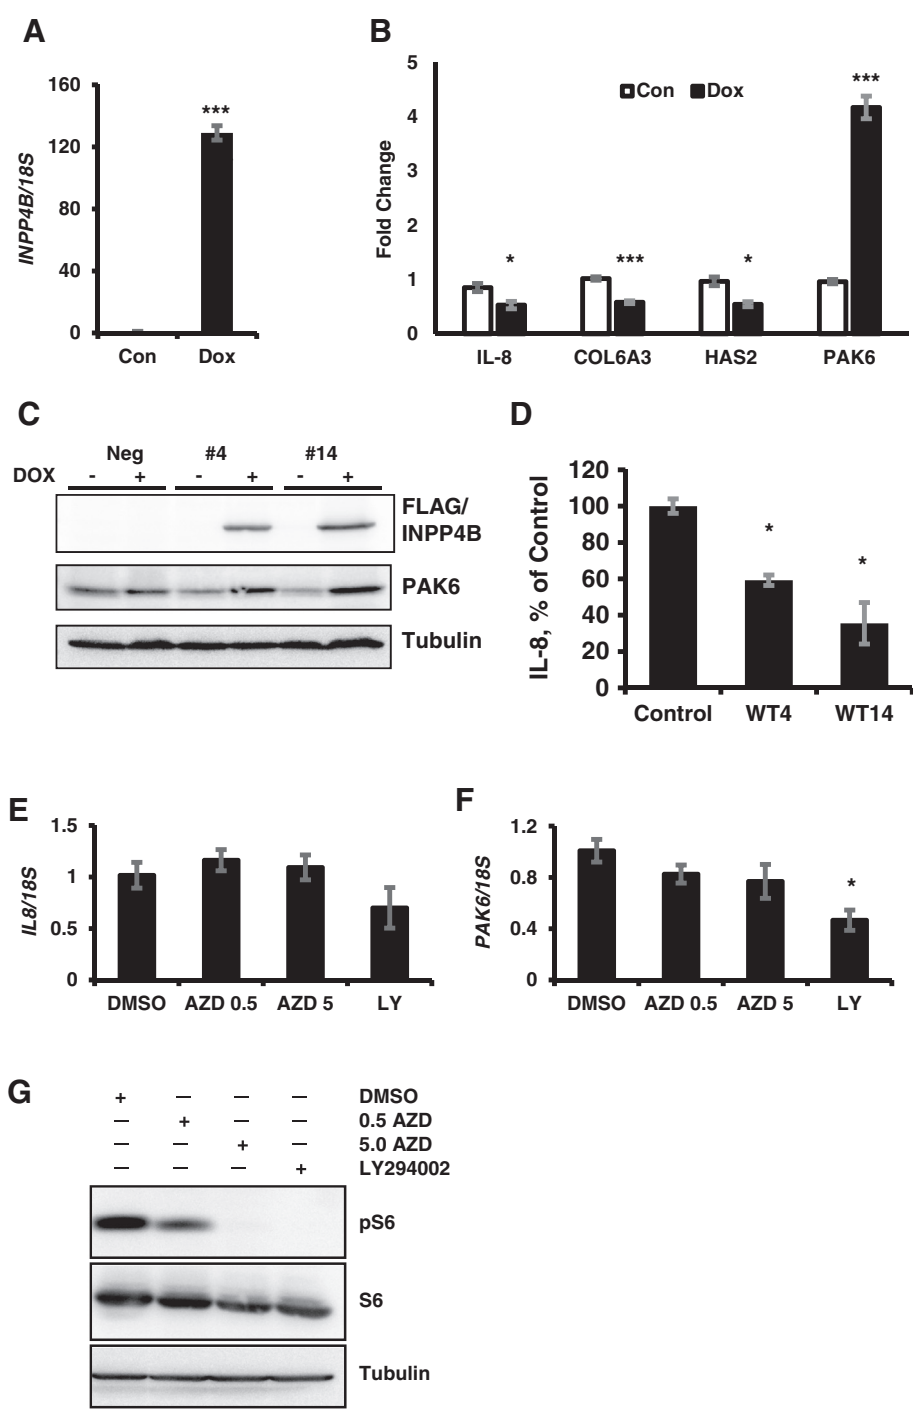 A
INPP4B/18S
160
120
80
40
0
***
Con Dox
B
Fold Change
5
4
3
2
1
0
Con Dox
* *** * ***
IL-8 COL6A3 HAS2 PAK6
C
Neg #4 #14
DOX - + - + - +
FLAG/
INPP4B
PAK6
Tubulin
D
IL-8, % of Control
120
100
80
60
40
20
0
*
*
Control WT4 WT14
E
IL8/18S
1.5
1
0.5
0
DMSO AZD 0.5 AZD 5 LY
F
PAK6/18S
1.2
0.8
0.4
0
*
DMSO AZD 0.5 AZD 5 LY
G
+ — — — DMSO
— + — — 0.5 AZD
— — + — 5.0 AZD
— — — + LY294002
pS6
S6
Tubulin